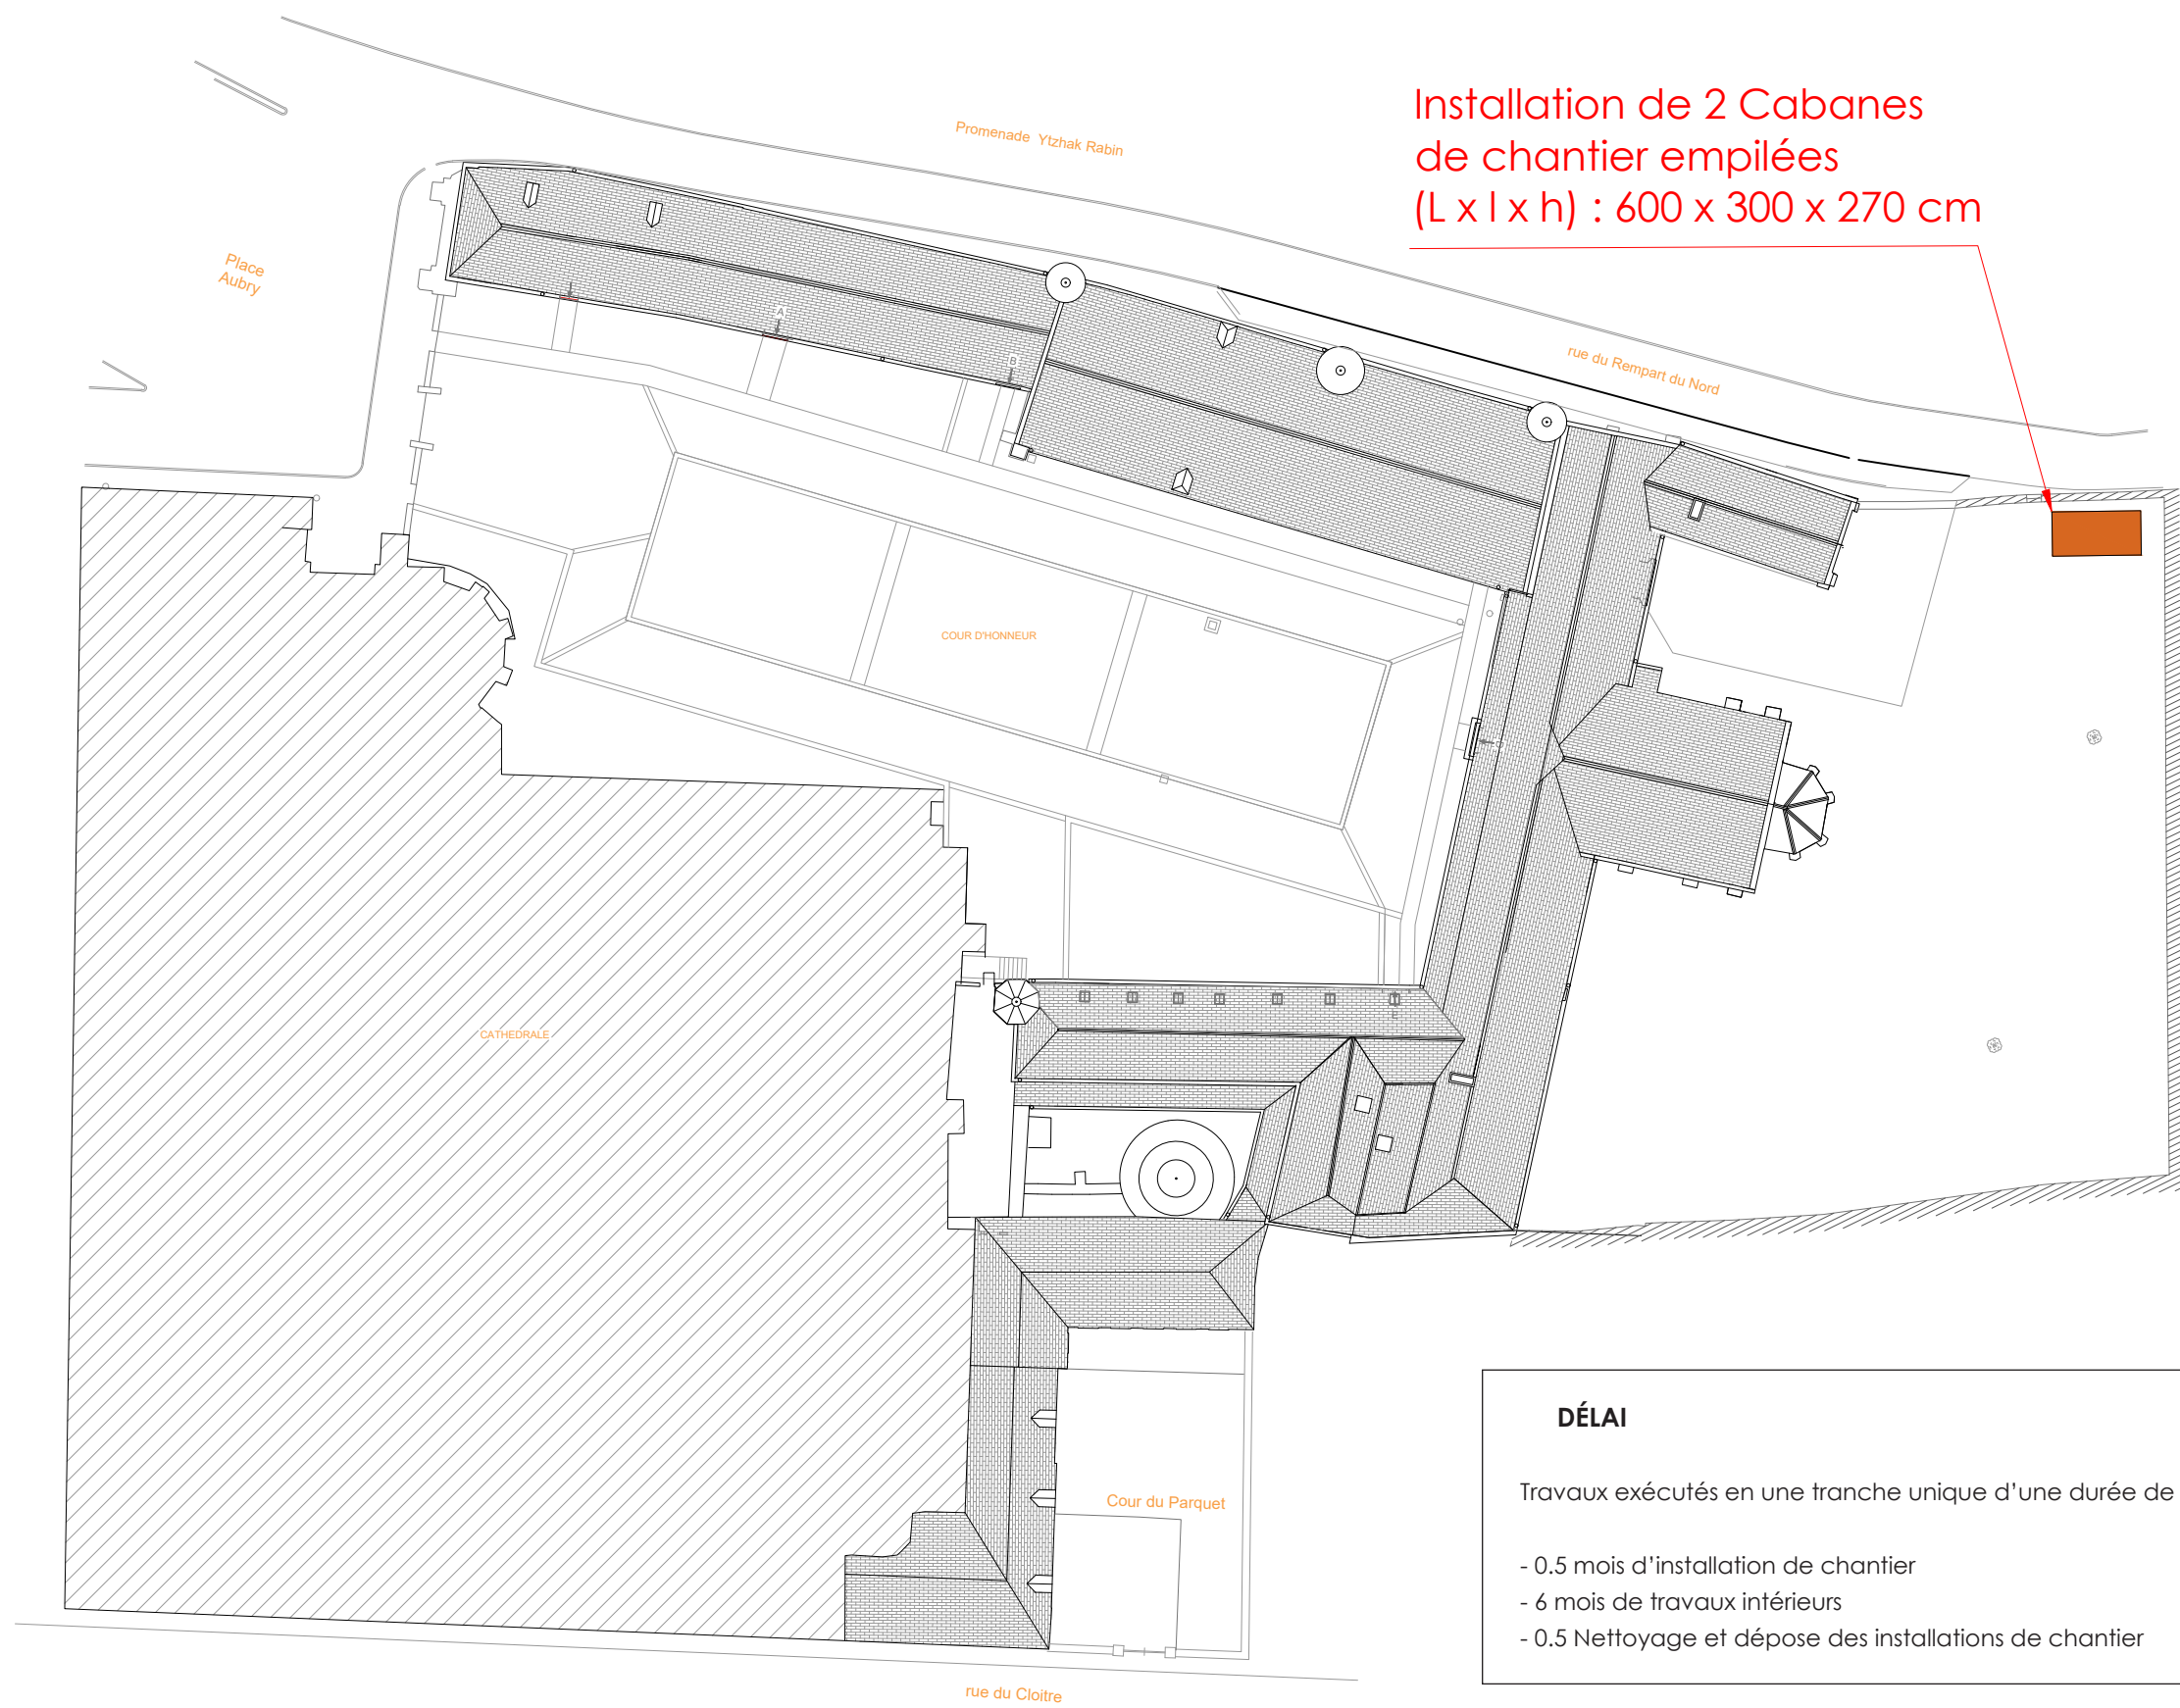 Installation de 2 Cabanes
de chantier empilées
(L x l x h) : 600 x 300 x 270 cm
Promenade Ytzhak Rabin
Place
Aubry
rue du Rempart du Nord
A
B
COUR D'HONNEUR
CATHEDRALE
E
Cour du Parquet
rue du Cloitre
DÉLAI
Travaux exécutés en une tranche unique d’une durée de
- 0.5 mois d’installation de chantier
- 6 mois de travaux intérieurs
- 0.5 Nettoyage et dépose des installations de chantier